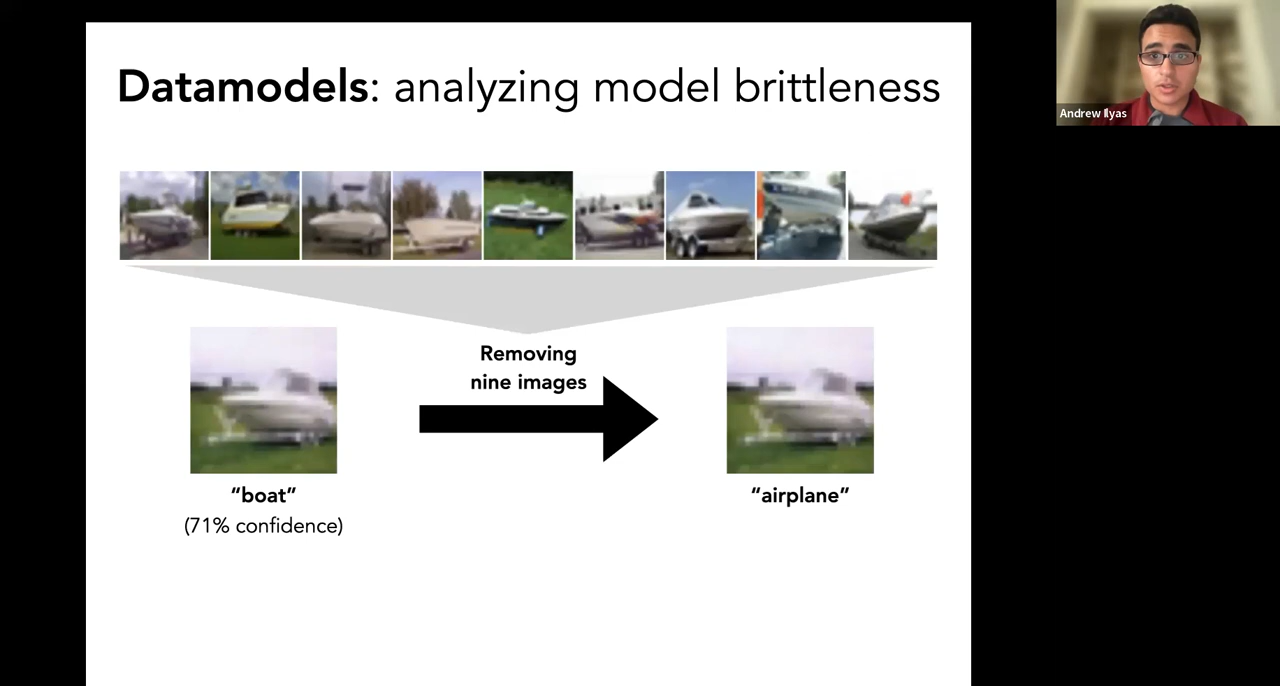 Datamodels: analyzing model brittleness
Andrew Ilyas
Removing
nine images
“boat”
(71% confidence)
“airplane”